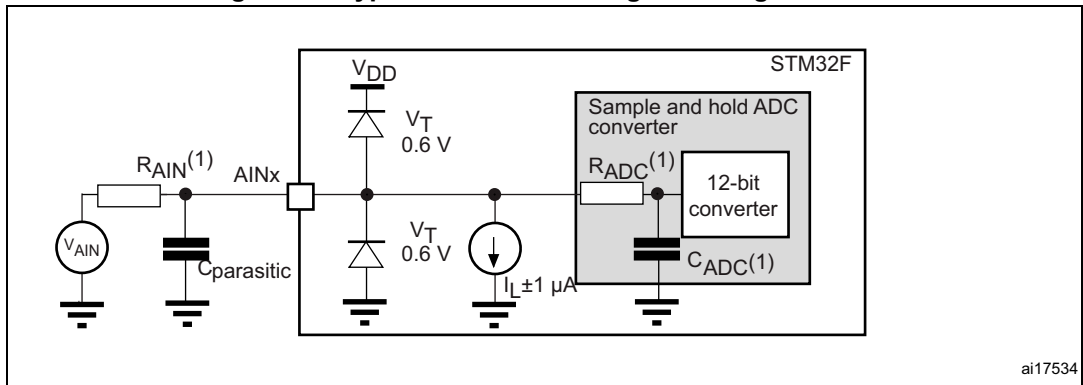 STM32F
VDD
Sample and hold ADC
converter
VT
0.6 V
RAIN(1)
AINx
RADC(1)
12-bit
converter
VAIN
Cparasitic
VT
0.6 V
IL±1 µA
CADC(1)
ai17534